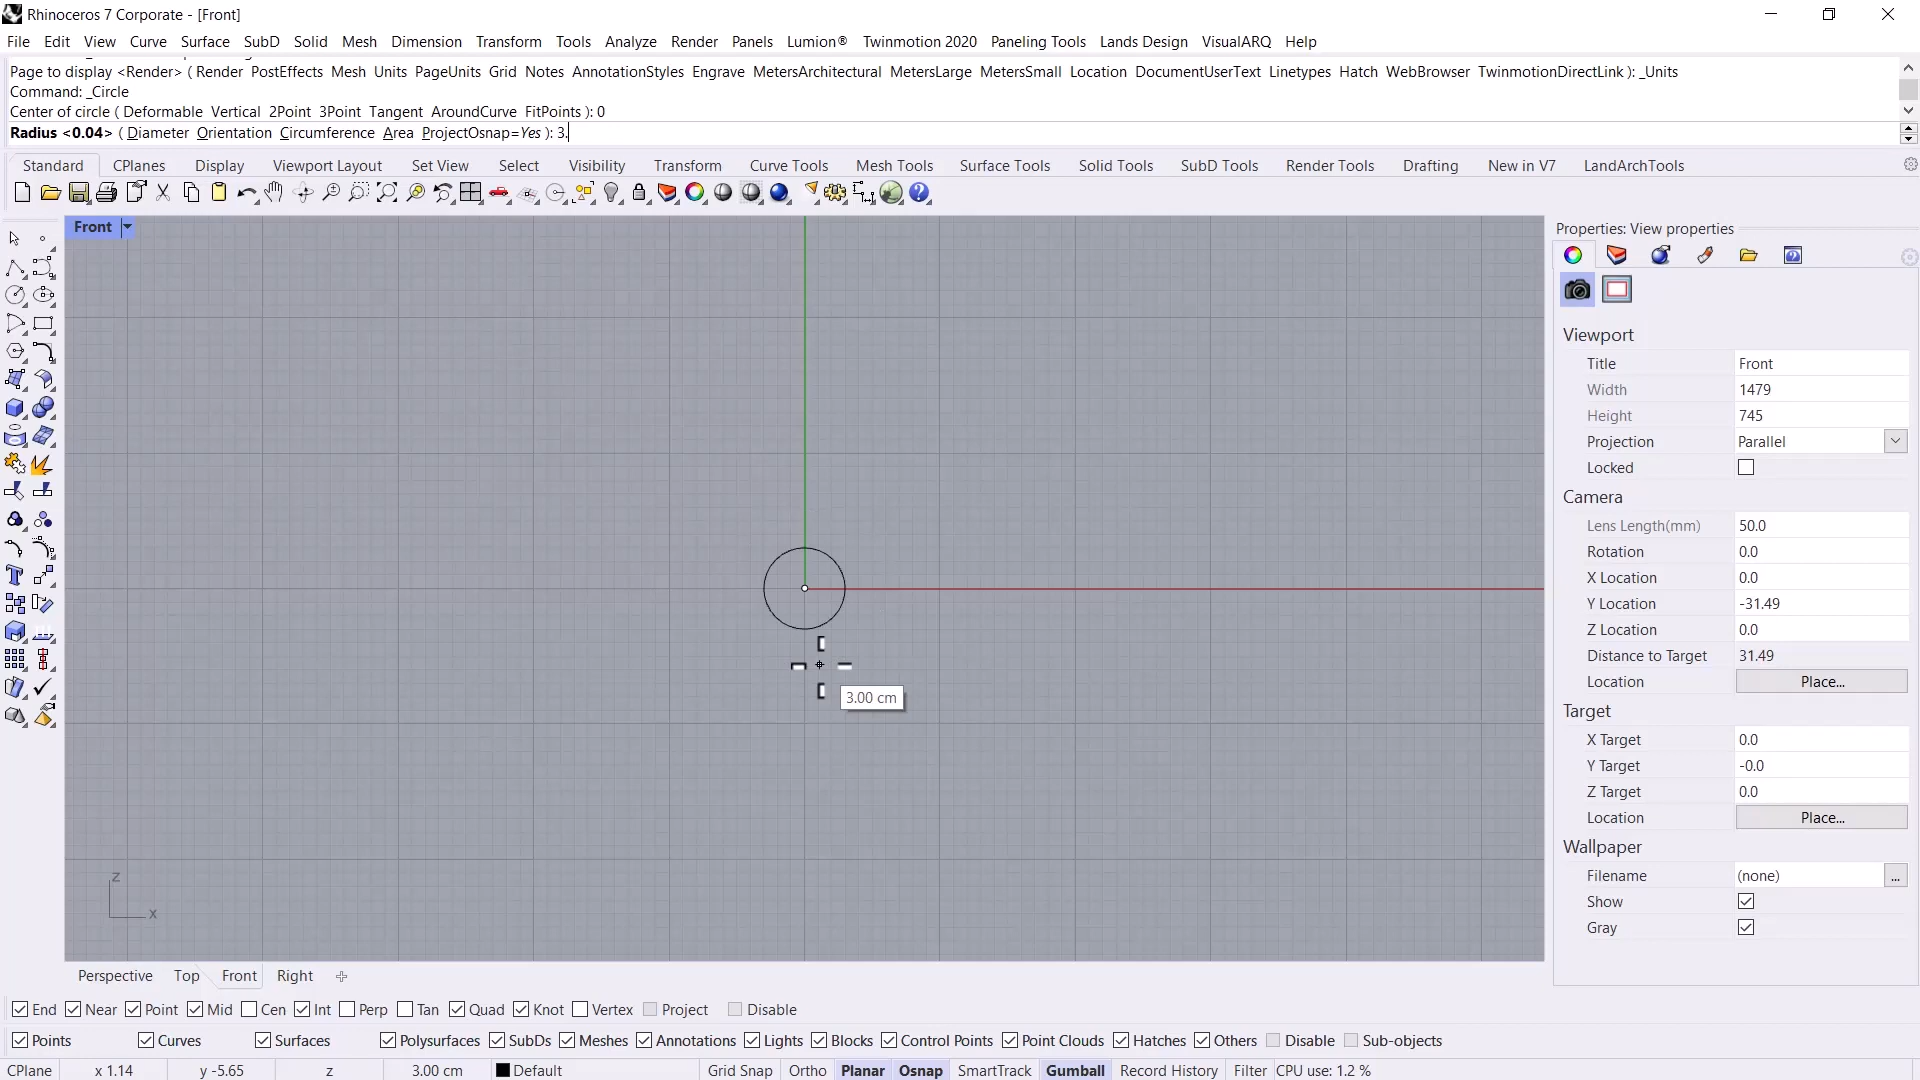 Rhinoceros 7 Corporate - [Front]
File Edit View Curve Surface SubD Solid Mesh Dimension Transform Tools Analyze Render Panels Lumion® Twinmotion 2020 Paneling Tools Lands Design VisualARQ Help
Page to display <Render> ( Render PostEffects Mesh Units PageUnits Grid Notes AnnotationStyles Engrave MetersArchitectural MetersLarge MetersSmall Location DocumentUserText Linetypes Hatch WebBrowser TwinmotionDirectLink ): _Units
Command: _Circle
Center of circle ( Deformable Vertical 2Point 3Point Tangent AroundCurve FitPoints ): 0
Radius <0.04> ( Diameter Orientation Circumference Area ProjectOsnap=Yes ): 3.
Standard CPlanes Display Viewport Layout Set View Select Visibility Transform Curve Tools Mesh Tools Surface Tools Solid Tools SubD Tools Render Tools Drafting New in V7 LandArchTools
Front
3.00 cm
z
x
Properties: View properties
Viewport
Title Front
Width 1479
Height 745
Projection Parallel
Locked
Camera
Lens Length(mm) 50.0
Rotation 0.0
X Location 0.0
Y Location -31.49
Z Location 0.0
Distance to Target 31.49
Location Place...
Target
X Target 0.0
Y Target -0.0
Z Target 0.0
Location Place...
Wallpaper
Filename (none) ...
Show
Gray
Perspective Top Front Right
End Near Point Mid Cen Int Perp Tan Quad Knot Vertex Project Disable
Points Curves Surfaces Polysurfaces SubDs Meshes Annotations Lights Blocks Control Points Point Clouds Hatches Others Disable Sub-objects
CPlane x 1.14 y -5.65 z 3.00 cm Default Grid Snap Ortho Planar Osnap SmartTrack Gumball Record History Filter CPU use: 1.2 %